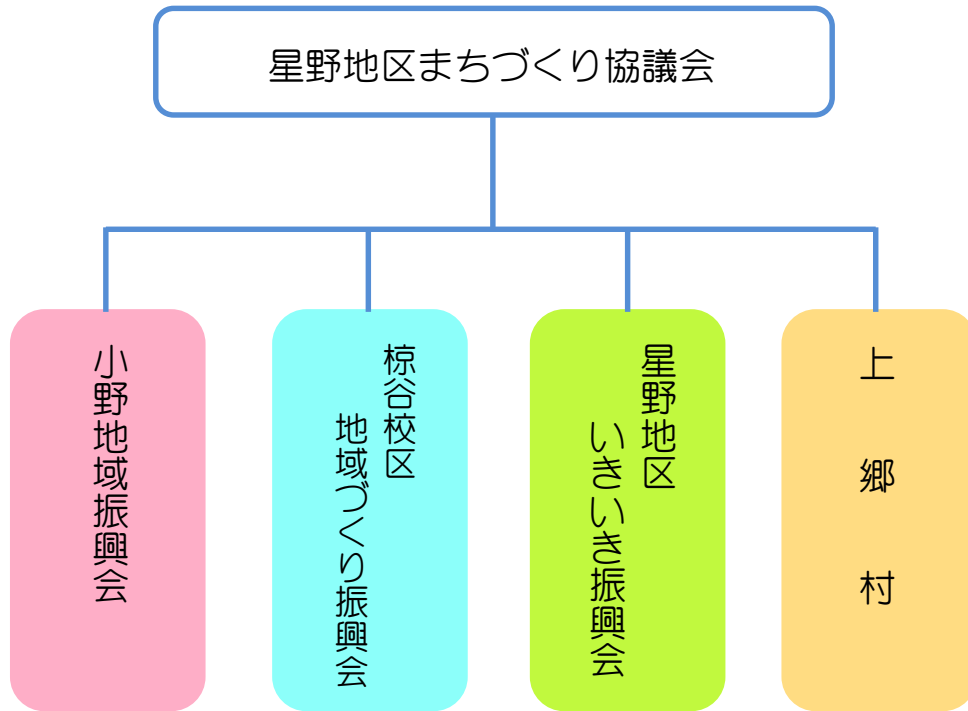 星野地区まちづくり協議会
小野地域振興会
椋谷校区
地域づくり振興会
星野地区
いきいき振興会
上郷村